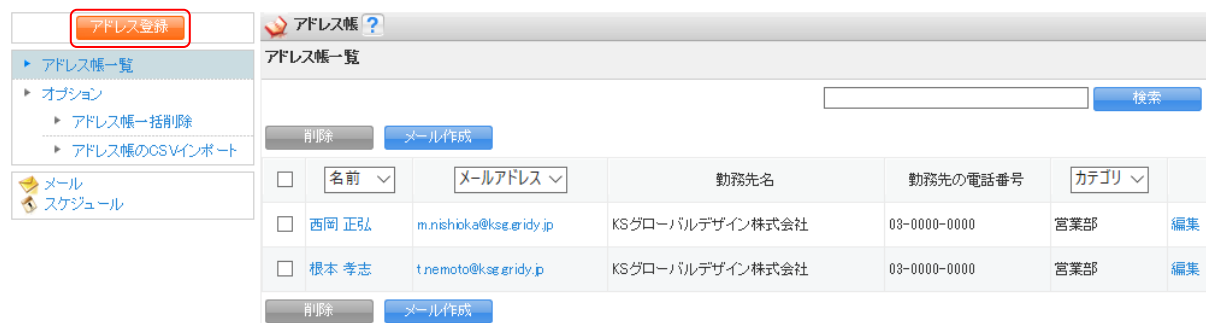 アドレス登録
アドレス帳一覧
オプション
アドレス帳一括削除
アドレス帳のCSVインポート
メール
スケジュール
アドレス帳 ?
アドレス帳一覧
検索
削除 メール作成
名前 メールアドレス 勤務先名 勤務先の電話番号 カテゴリ
西岡 正弘 m.nishioka@ksg.gridy.jp KSグローバルデザイン株式会社 03-0000-0000 営業部 編集
根本 孝志 t.nemoto@ksg.gridy.jp KSグローバルデザイン株式会社 03-0000-0000 営業部 編集
削除 メール作成